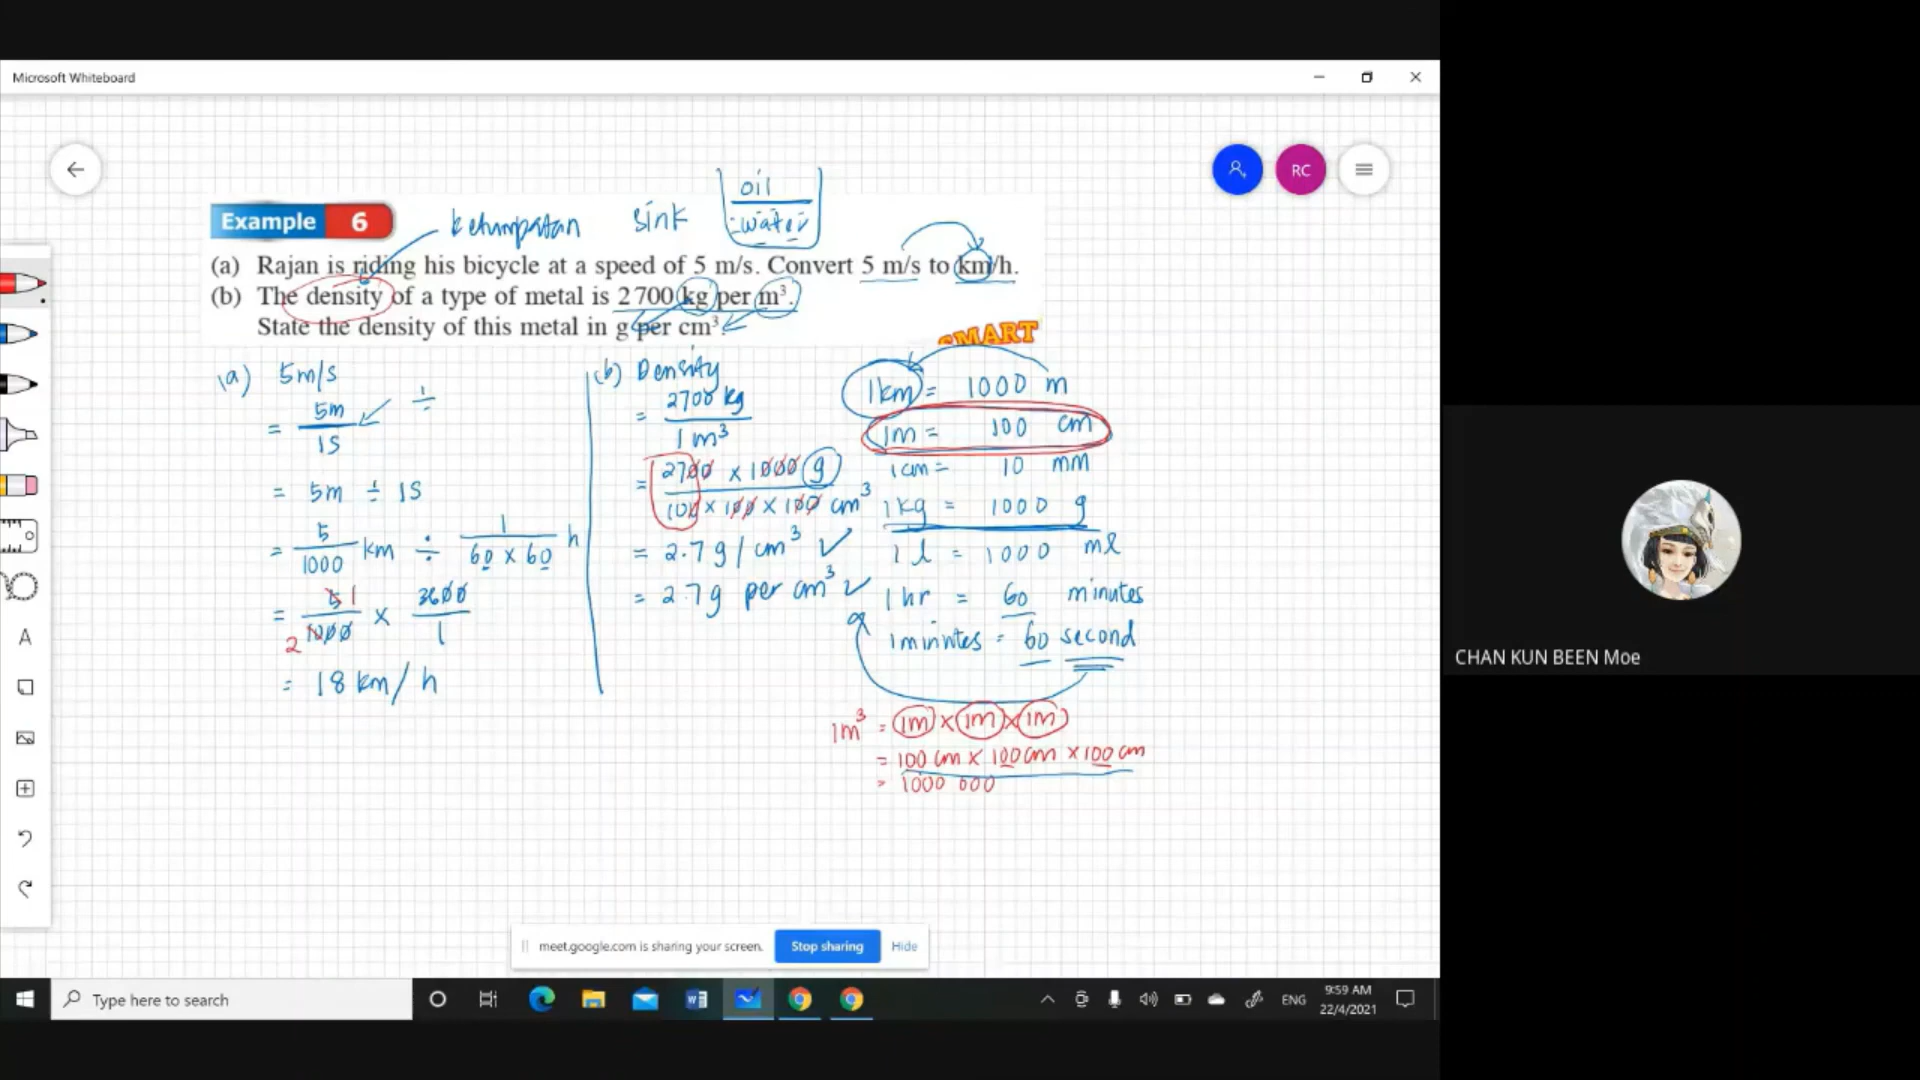 Microsoft Whiteboard
RC
oil
water
ketumpatan sink
Example 6
(a) Rajan is riding his bicycle at a speed of 5 m/s. Convert 5 m/s to km/h.
(b) The density of a type of metal is 2 700 kg per m³.
State the density of this metal in g per cm³.
SMART
(a) 5m/s
= 5m / 1s
÷
= 5m ÷ 1s
= 5/1000 km ÷ 1/(60 × 60) h
= 5/1000 × 3600/1
1
2
= 18 km/h
(b) Density
= 2700 kg / 1 m³
= 2700 × 1000 g / 100 × 100 × 100 cm³
= 2.7 g/cm³ ✓
= 2.7g per cm³ ✓
1km = 1000 m
1m = 100 cm
1cm = 10 mm
1kg = 1000 g
1l = 1000 ml
1hr = 60 minutes
1minutes = 60 second
1m³ = 1m × 1m × 1m
= 100 cm × 100 cm × 100 cm
= 1000 000
A
CHAN KUN BEEN Moe
meet.google.com is sharing your screen. Stop sharing Hide
Type here to search
ENG
9:59 AM
22/4/2021